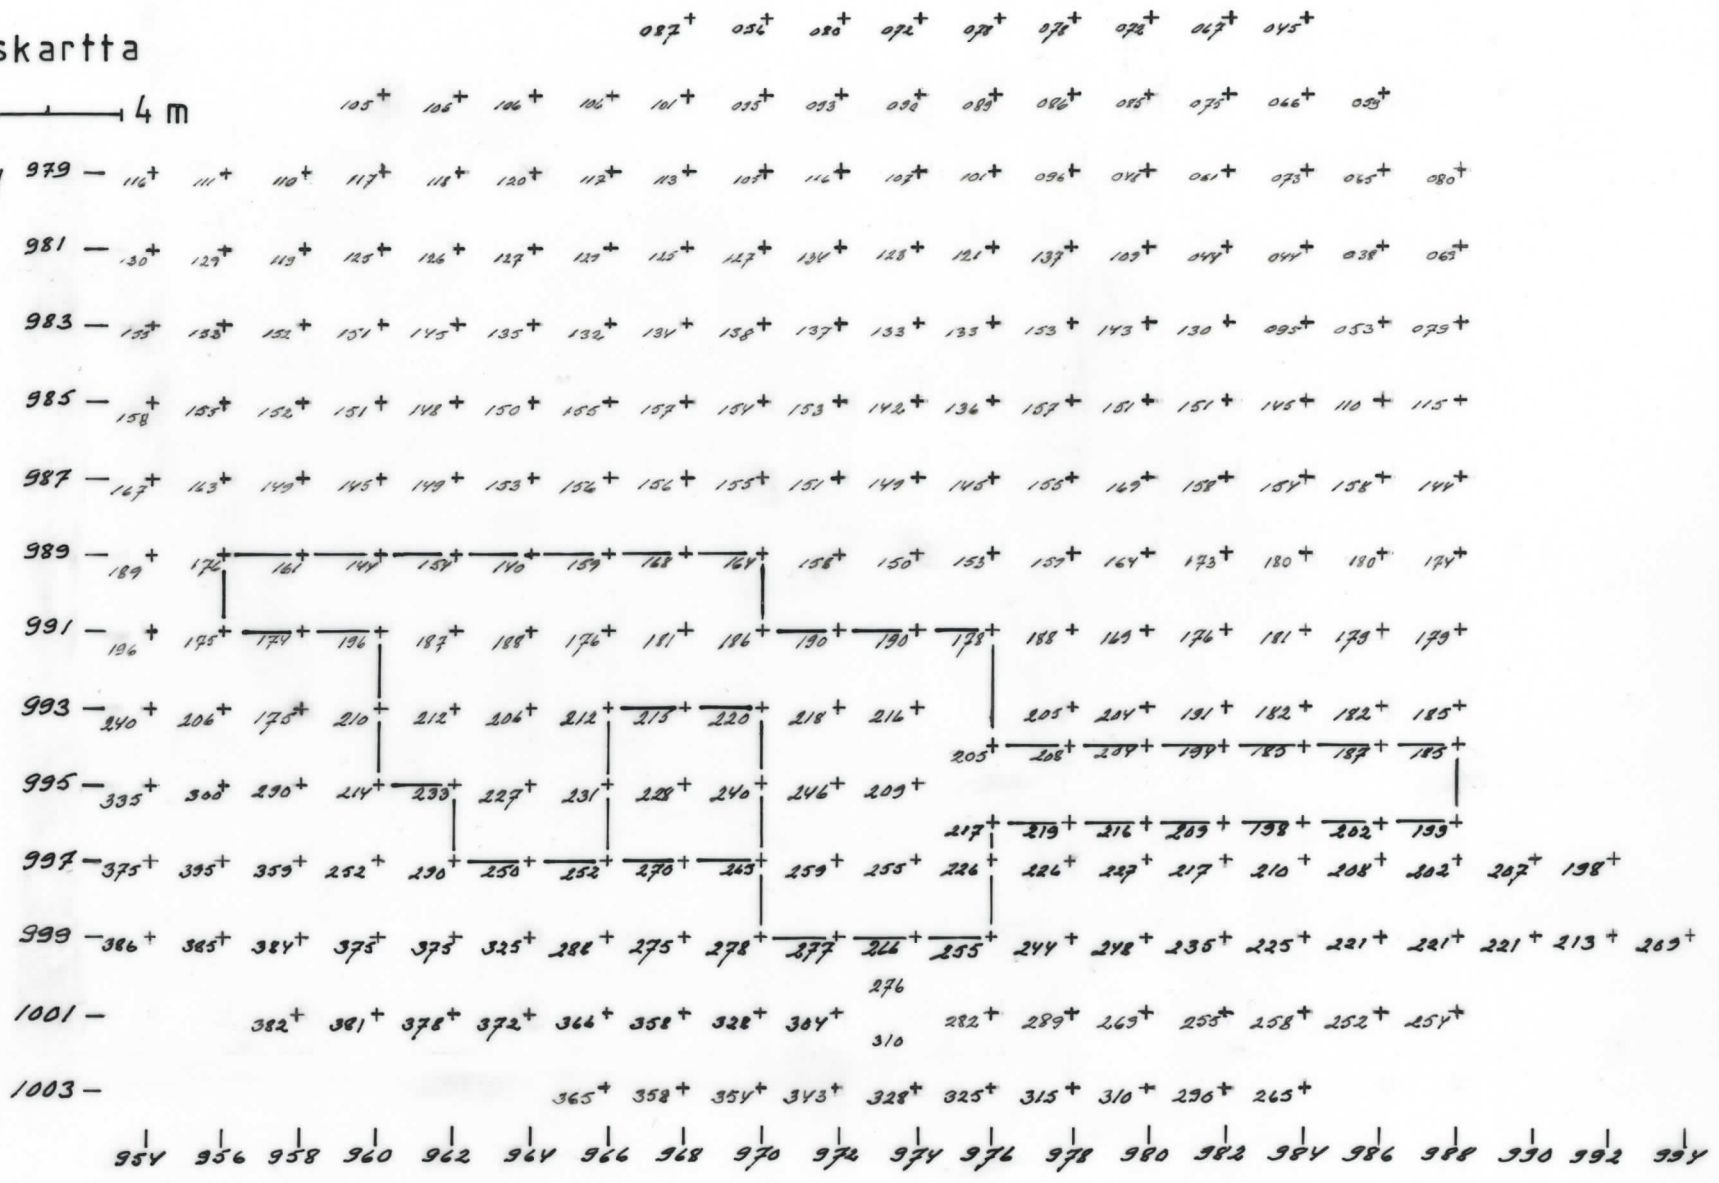 087 056 080 072 078 078 072 067 045
skartta
105 106 106 106 101 095 093 090 089 086 085 075 066 099
4 m
979 116 111 110 117 118 120 117 113 107 116 107 101 096 048 061 073 065 080
981 130 129 119 125 126 127 129 125 127 134 128 121 137 109 044 044 038 069
983 155 133 152 151 145 135 132 134 138 137 133 133 153 143 130 095 053 079
985 158 155 152 151 148 150 155 157 154 153 142 136 157 151 151 145 110 115
987 167 163 149 145 149 153 156 156 155 151 149 145 155 169 158 154 158 144
989 189 176 161 144 154 140 159 168 164 158 150 153 159 164 173 180 180 174
991 196 175 174 196 187 188 176 181 186 190 190 178 188 169 176 181 179 179
993 240 206 175 210 212 206 212 215 220 218 216 205 204 191 182 182 185
205 208 204 194 185 187 185
995 335 300 290 214 233 227 231 228 240 246 209
217 219 216 209 198 202 199
997 375 395 359 252 290 250 252 270 265 259 255 226 226 227 217 210 208 202 207 198
999 386 385 384 375 375 325 288 275 278 277 266 255 244 248 235 225 221 221 221 213 209
276
1001 382 381 378 372 366 358 328 304 282 289 269 255 258 252 254
310
1003 365 358 354 343 328 325 315 310 290 265
954 956 958 960 962 964 966 968 970 972 974 976 978 980 982 984 986 988 990 992 994